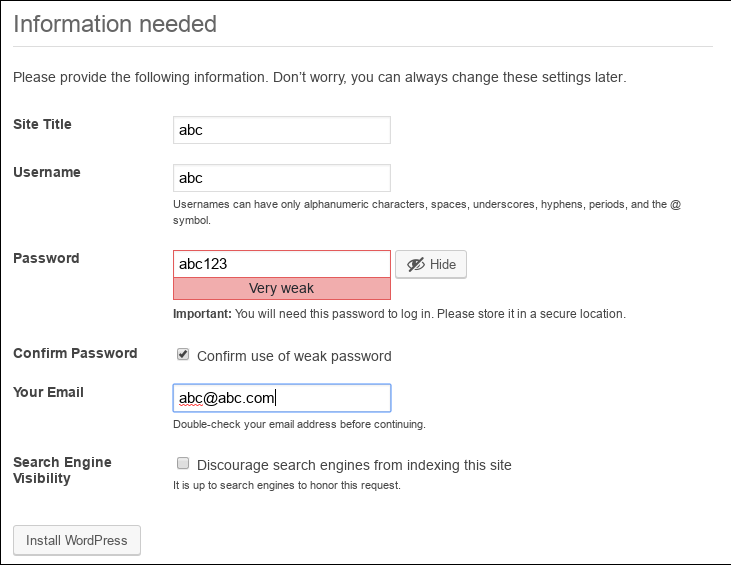 Information needed
Please provide the following information. Don’t worry, you can always change these settings later.
Site Title
abc
Username
abc
Usernames can have only alphanumeric characters, spaces, underscores, hyphens, periods, and the @
symbol.
Password
abc123
Hide
Very weak
Important: You will need this password to log in. Please store it in a secure location.
Confirm Password
Confirm use of weak password
Your Email
abc@abc.com
Double-check your email address before continuing.
Search Engine
Visibility
Discourage search engines from indexing this site
It is up to search engines to honor this request.
Install WordPress